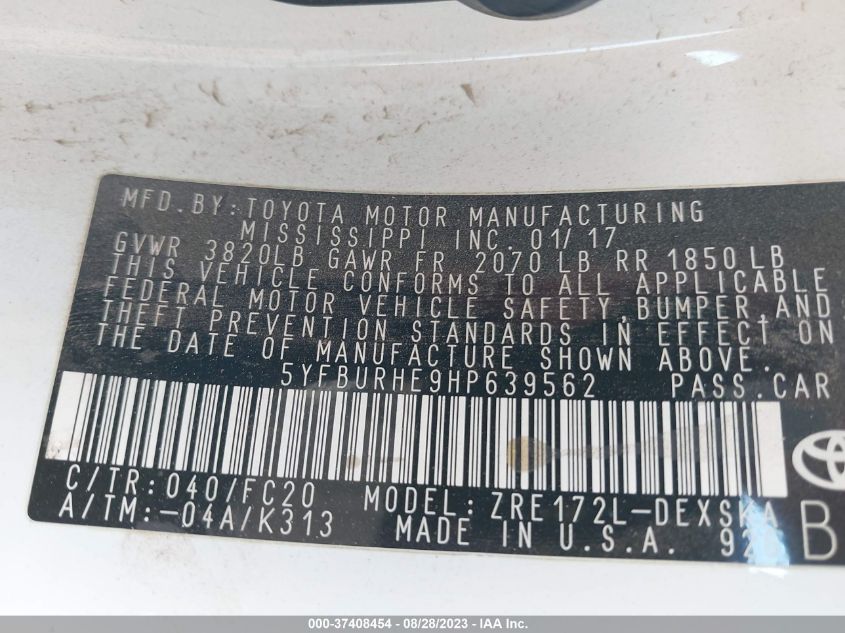 MFD. BY: TOYOTA MOTOR MANUFACTURING
MISSISSIPPI INC. 01/17
GVWR 3820LB GAWR FR 2070 LB RR 1850 LB
THIS VEHICLE CONFORMS TO ALL APPLICABLE
FEDERAL MOTOR VEHICLE SAFETY, BUMPER, AND
THEFT PREVENTION STANDARDS IN EFFECT ON
THE DATE OF MANUFACTURE SHOWN ABOVE.
5YFBURHE9HP639562 PASS. CAR
C/TR: 040/FC20 MODEL: ZRE172L-DEXSKA
A/TM: -04A/K313 MADE IN U.S.A.
B
000-37408454 - 08/28/2023 - IAA Inc.